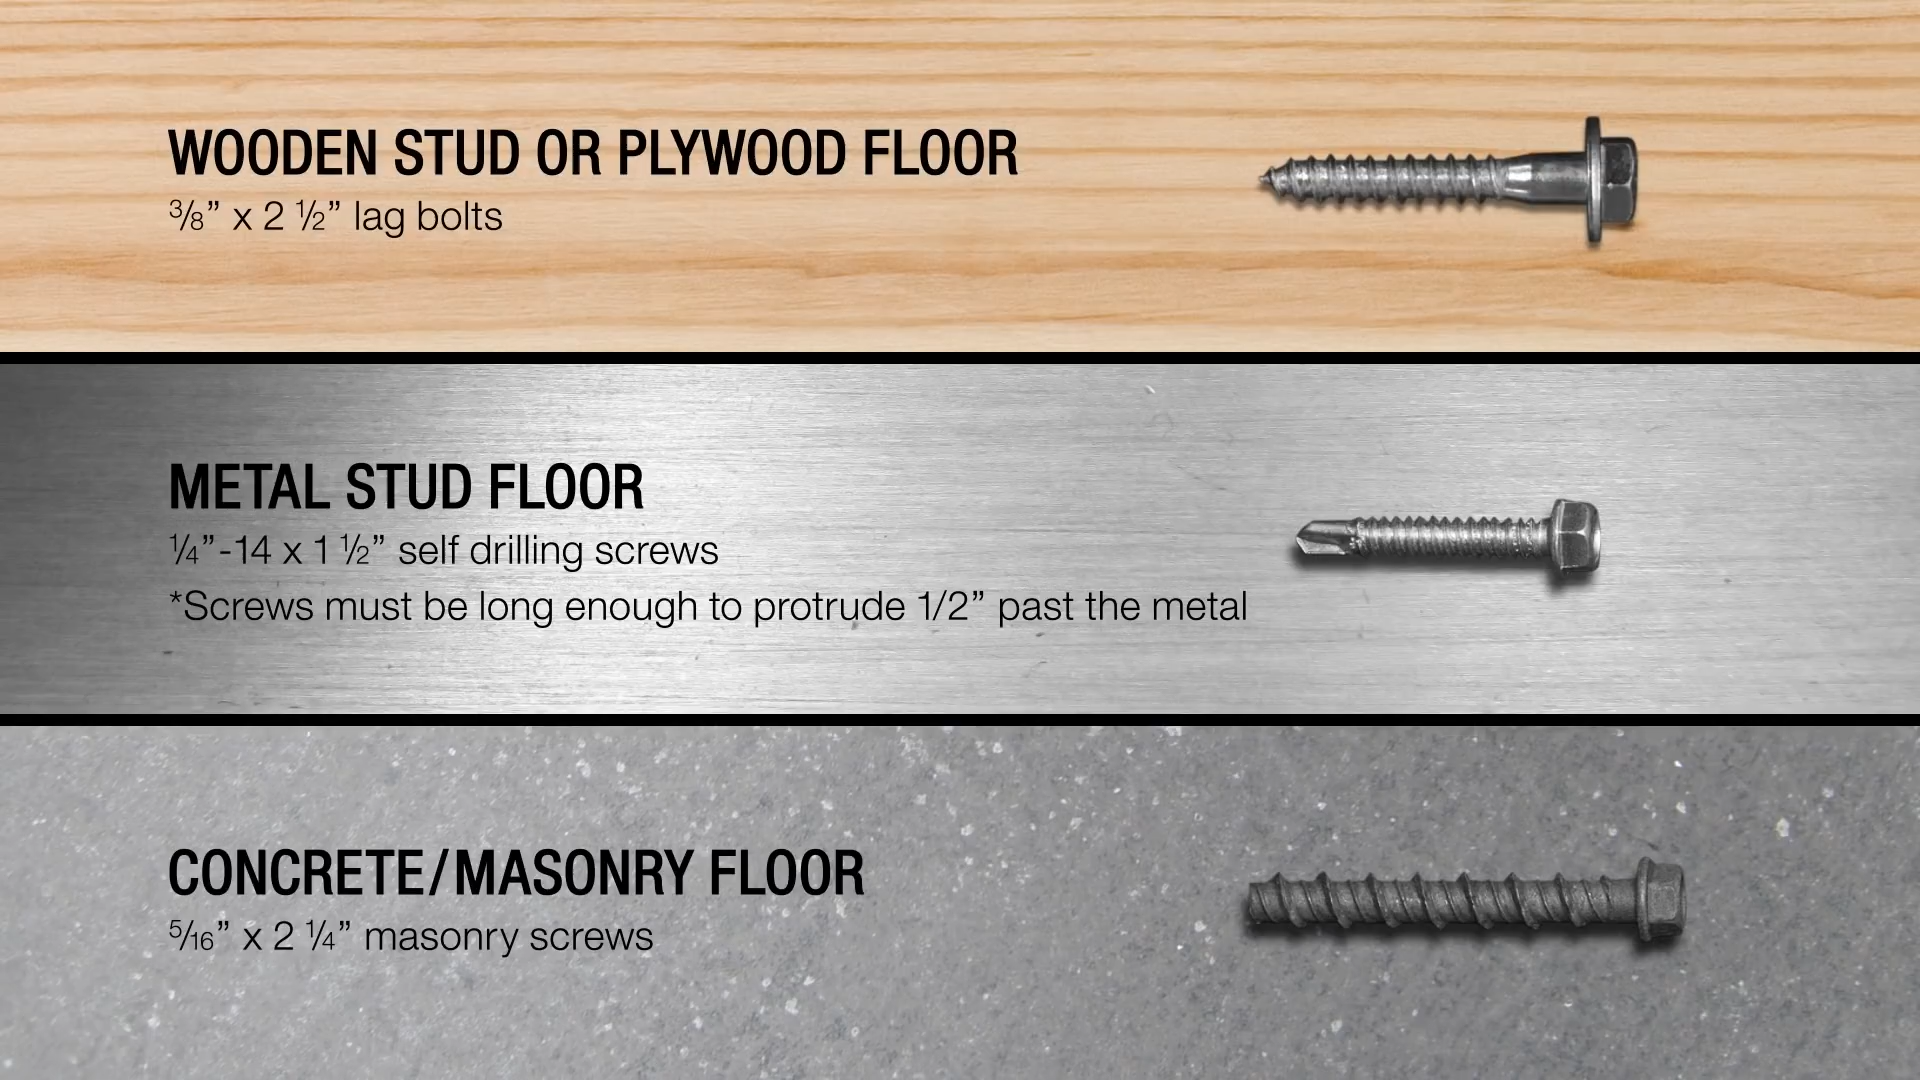 WOODEN STUD OR PLYWOOD FLOOR
⅜” x 2 ½” lag bolts
METAL STUD FLOOR
¼”-14 x 1 ½” self drilling screws
*Screws must be long enough to protrude 1/2” past the metal
CONCRETE/MASONRY FLOOR
5⁄16” x 2 ¼” masonry screws